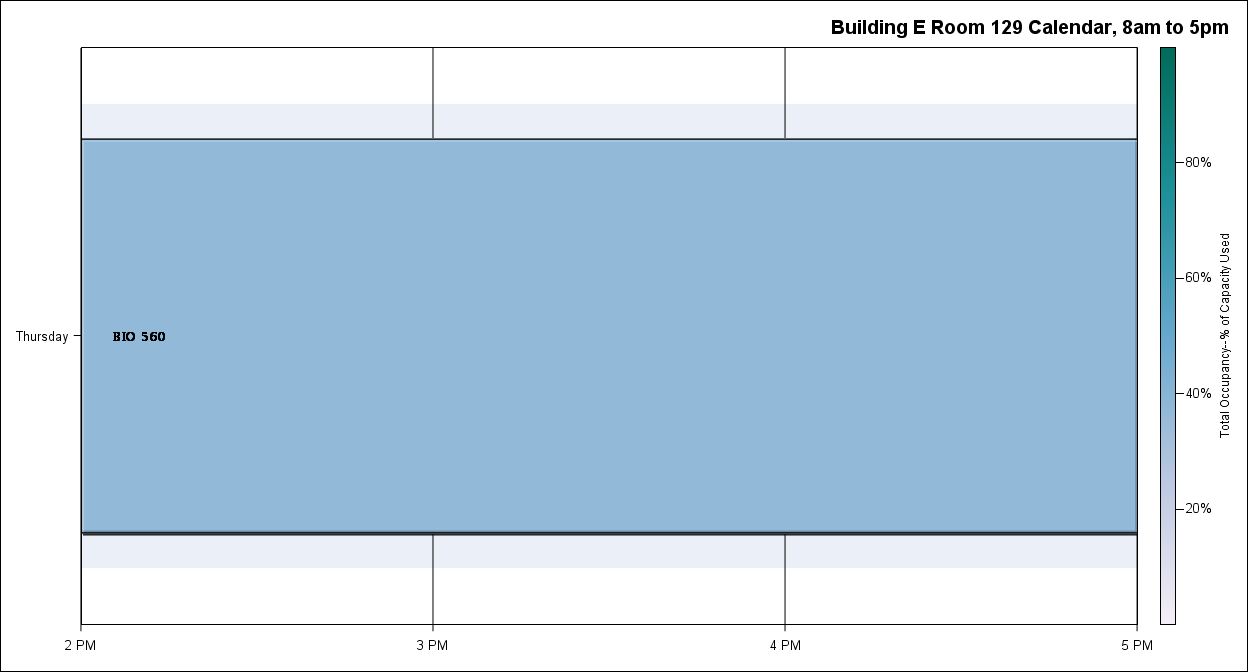 Building E Room 129 Calendar, 8am to 5pm
80%
60%
40%
20%
Total Occupancy--% of Capacity Used
Thursday
BIO 560
2 PM 3 PM 4 PM 5 PM